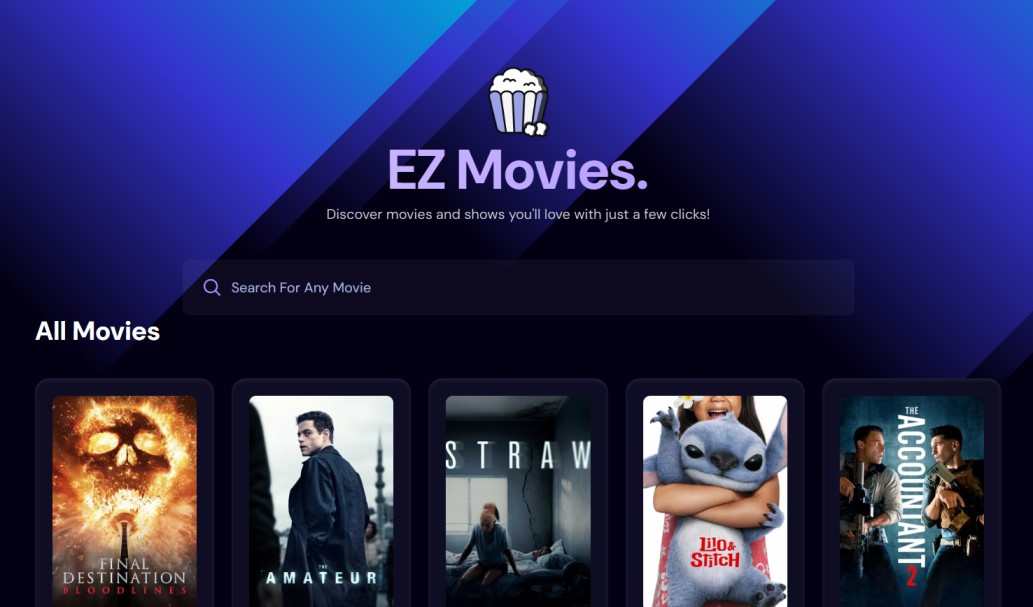 EZ Movies.
Discover movies and shows you'll love with just a few clicks!
Search For Any Movie
All Movies
FINAL
DESTINATION
BLOODLINES
THE
AMATEUR
STRAW
Lilo &
Stitch
THE
ACCOUNTANT
2